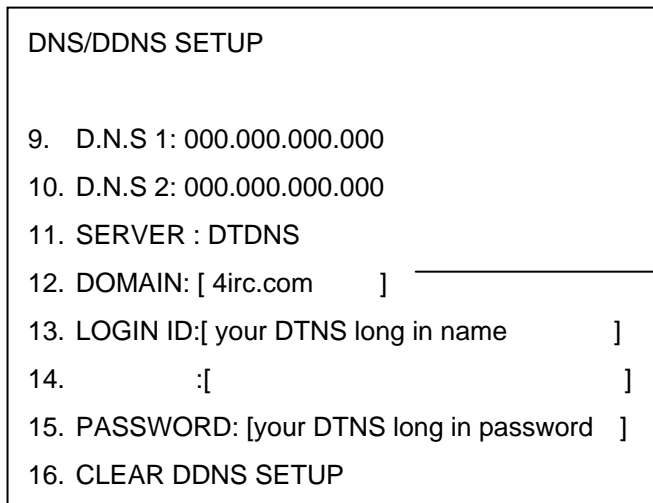 DNS/DDNS SETUP
9. D.N.S 1: 000.000.000.000
10. D.N.S 2: 000.000.000.000
11. SERVER : DTDNS
12. DOMAIN: [ 4irc.com ]
13. LOGIN ID:[ your DTNS long in name ]
14. :[ ]
15. PASSWORD: [your DTNS long in password ]
16. CLEAR DDNS SETUP